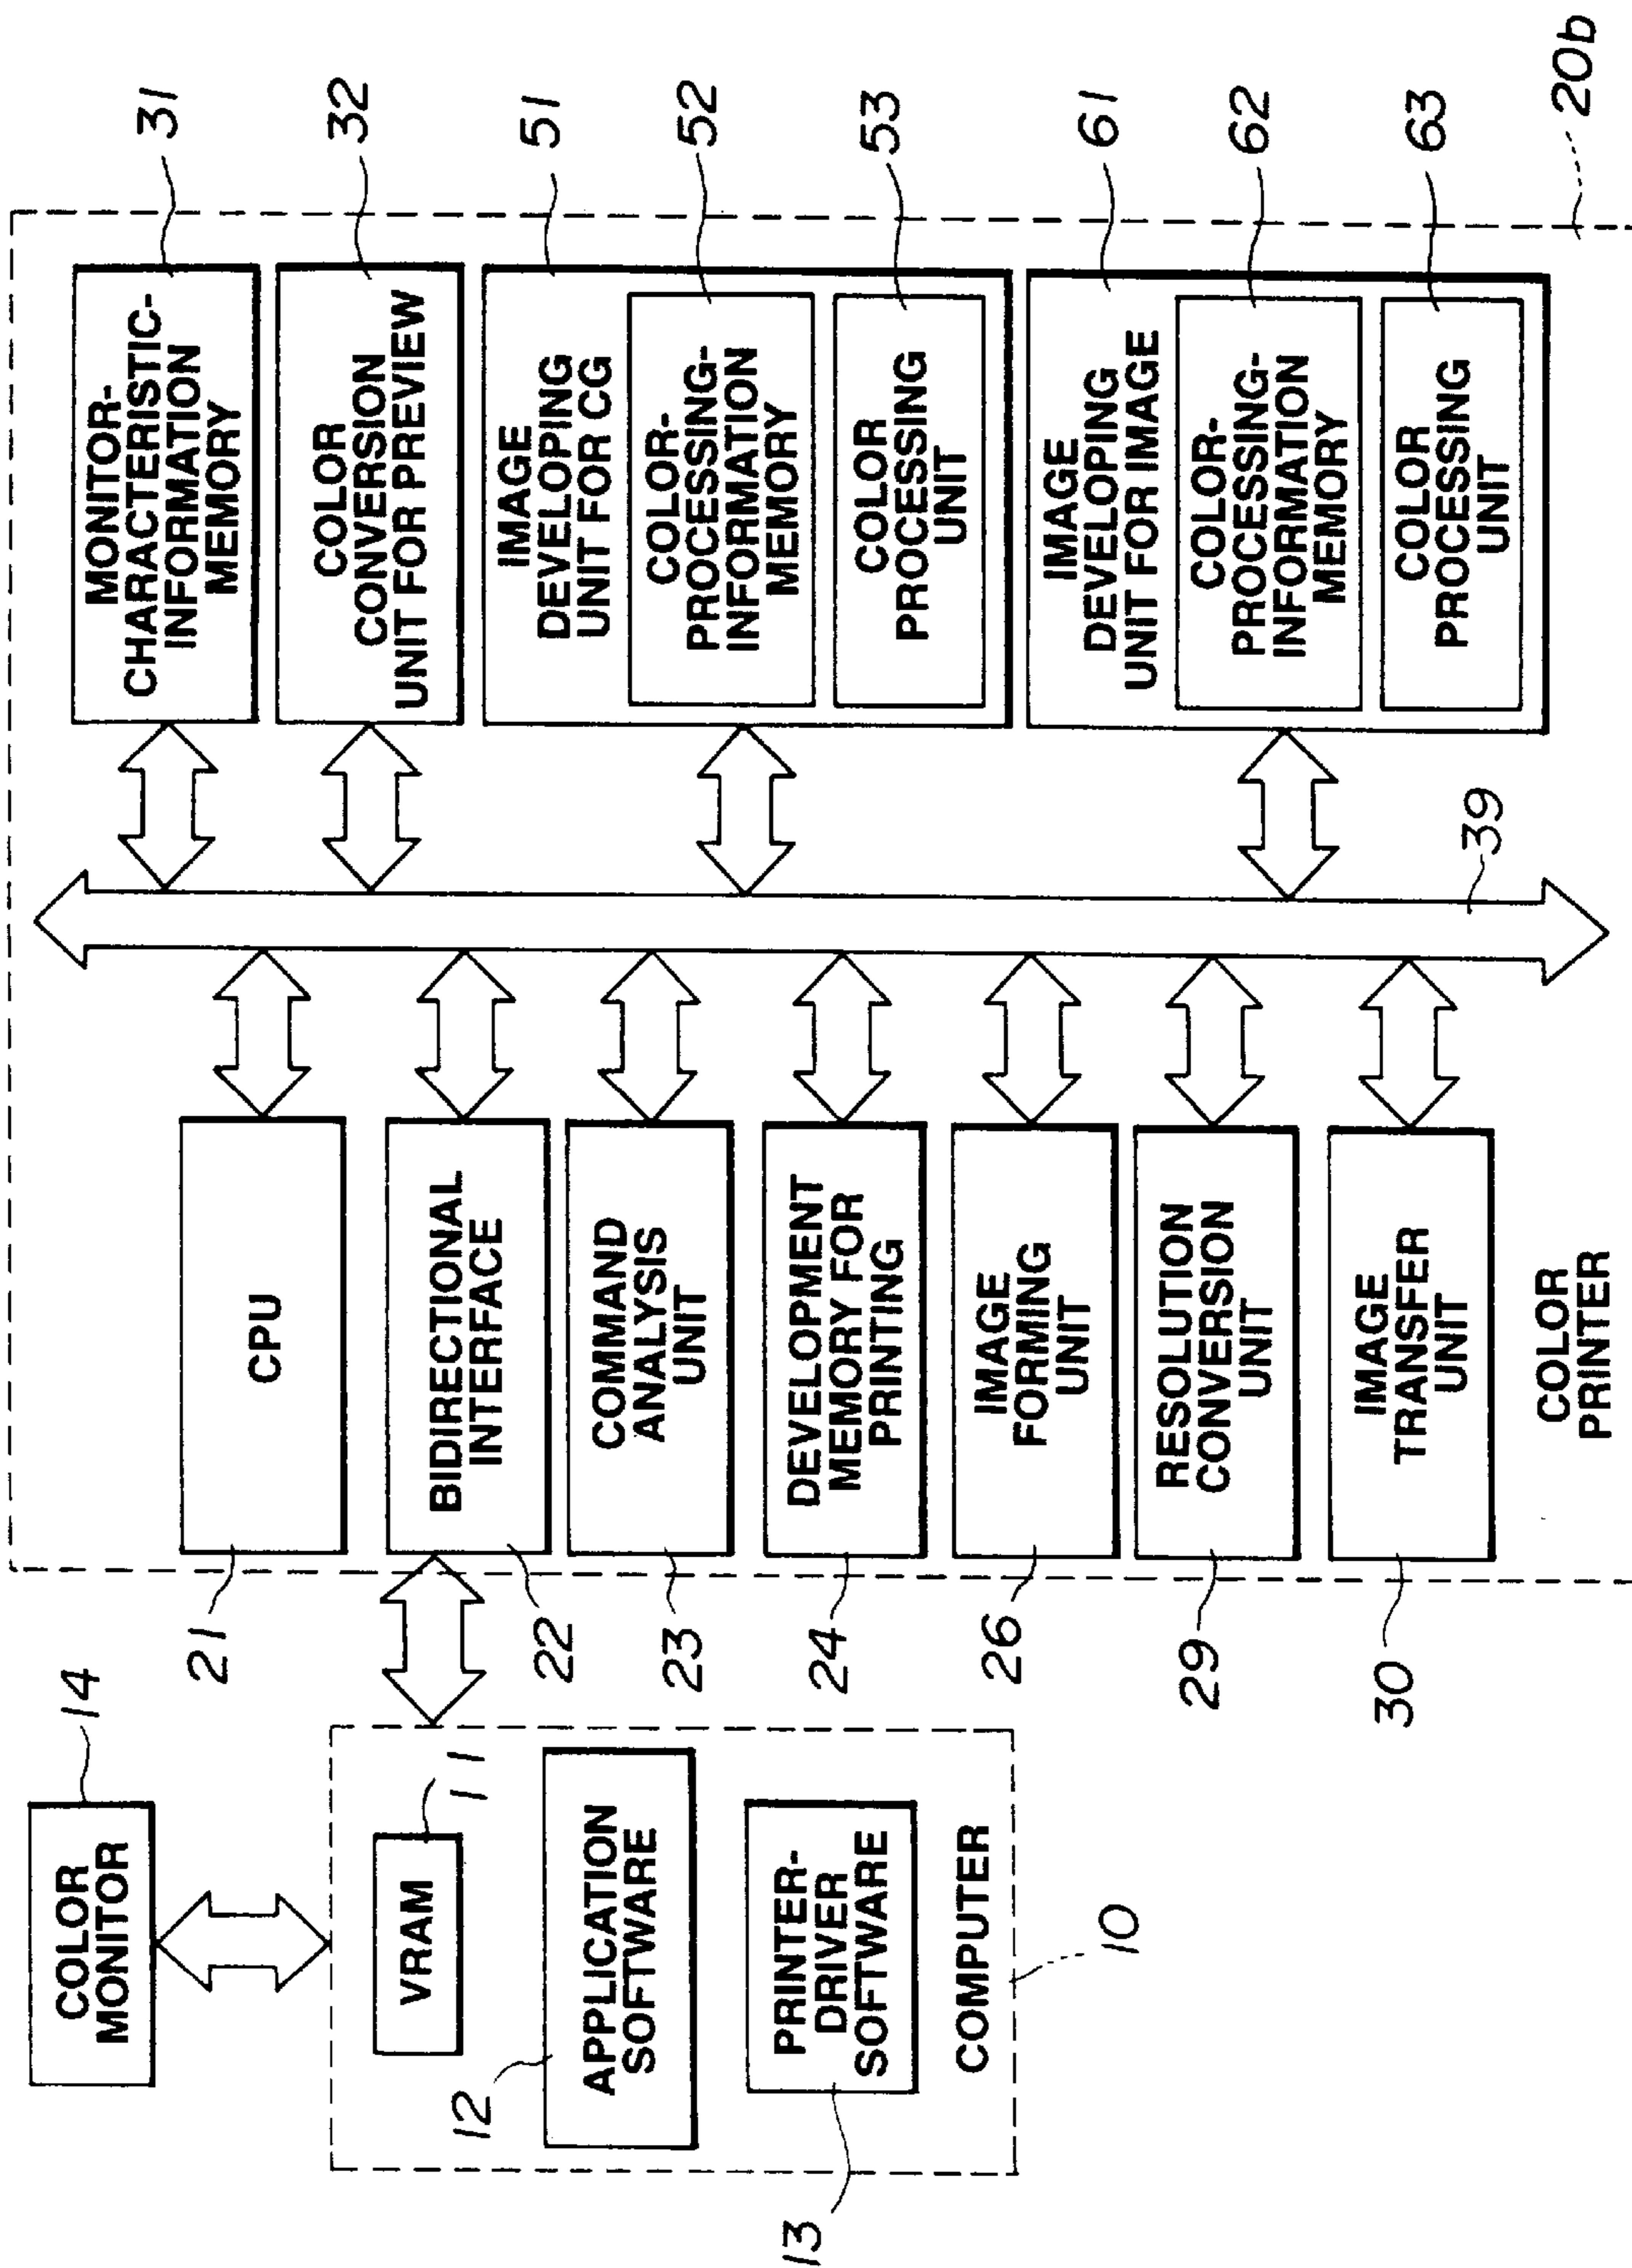 COLOR
MONITOR
14
VRAM
11
APPLICATION
SOFTWARE
12
PRINTER-
DRIVER
SOFTWARE
13
COMPUTER
10
CPU
21
BIDIRECTIONAL
INTERFACE
22
COMMAND
ANALYSIS
UNIT
23
DEVELOPMENT
MEMORY FOR
PRINTING
24
IMAGE
FORMING
UNIT
26
RESOLUTION
CONVERSION
UNIT
29
IMAGE
TRANSFER
UNIT
30
COLOR
PRINTER
39
MONITOR-
CHARACTERISTIC-
INFORMATION
MEMORY
31
COLOR
CONVERSION
UNIT FOR PREVIEW
32
IMAGE
DEVELOPING
UNIT FOR CG
51
COLOR-
PROCESSING-
INFORMATION
MEMORY
52
COLOR
PROCESSING
UNIT
53
IMAGE
DEVELOPING
UNIT FOR IMAGE
61
COLOR-
PROCESSING-
INFORMATION
MEMORY
62
COLOR
PROCESSING
UNIT
63
20b